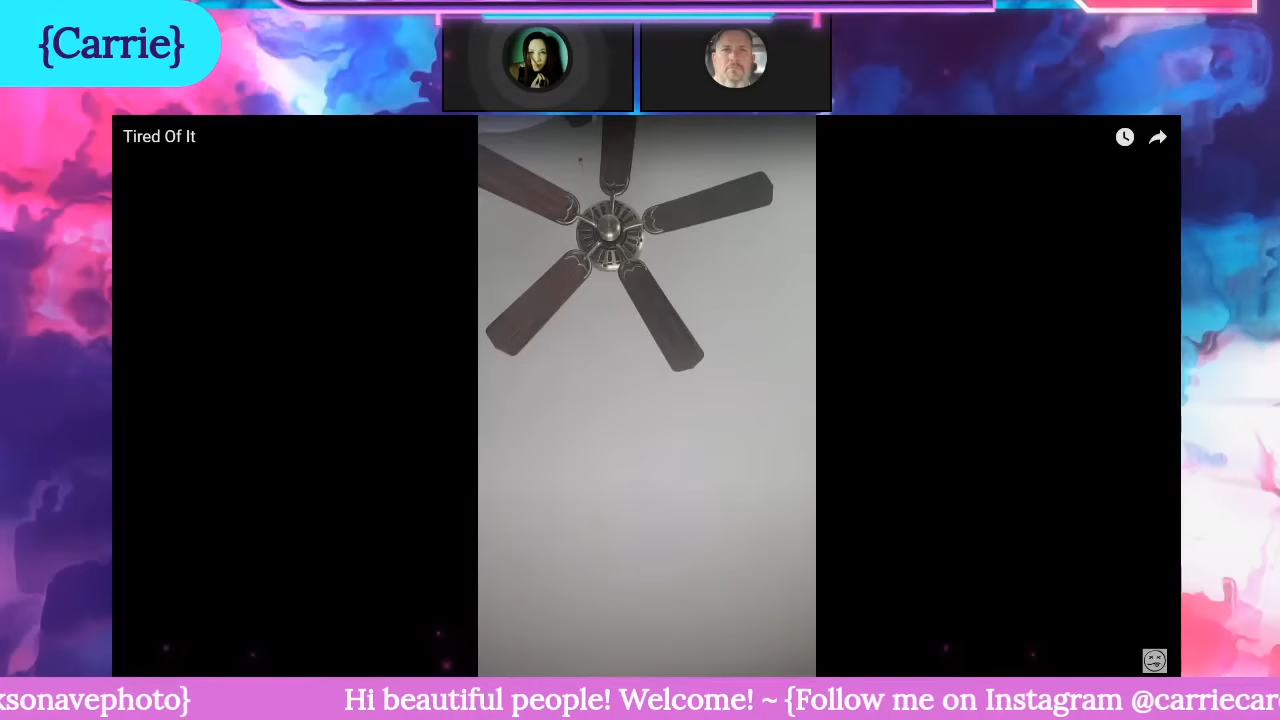 {Carrie}
Tired Of It
ksonavephoto} Hi beautiful people! Welcome! ~ {Follow me on Instagram @carriecar